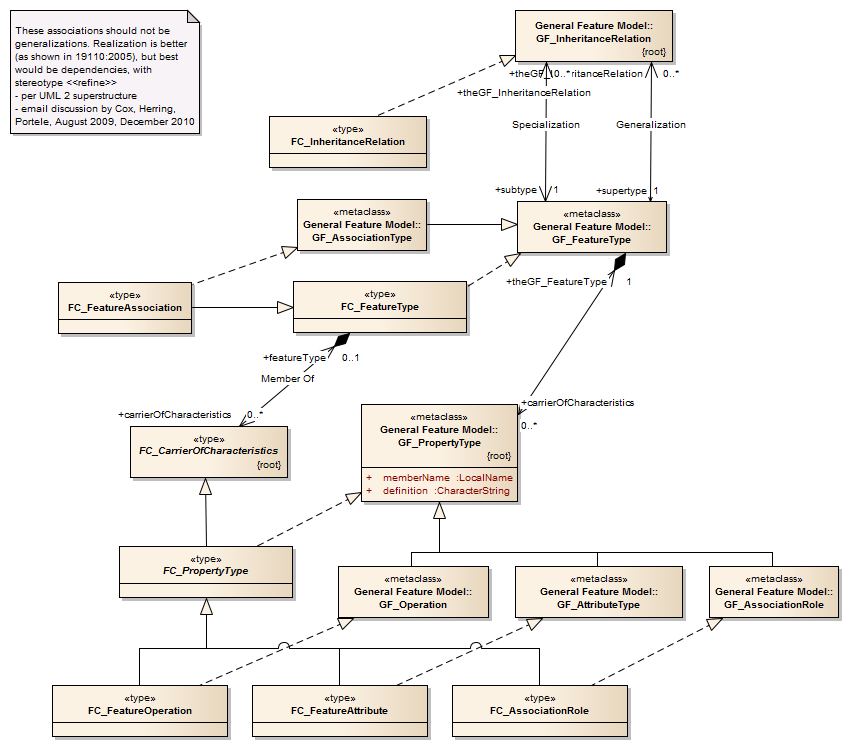 These associations should not be
generalizations. Realization is better
(as shown in 19110:2005), but best
would be dependencies, with
stereotype <<refine>>
- per UML 2 superstructure
- email discussion by Cox, Herring,
Portele, August 2009, December 2010
General Feature Model::
GF_InheritanceRelation
{root}
+theGF_
0..*
ritanceRelation
0..*
+theGF_InheritanceRelation
«type»
FC_InheritanceRelation
Specialization
Generalization
+subtype
1
+supertype
1
«metaclass»
General Feature Model::
GF_AssociationType
«metaclass»
General Feature Model::
GF_FeatureType
«type»
FC_FeatureAssociation
«type»
FC_FeatureType
+theGF_FeatureType
1
+featureType
0..1
Member Of
+carrierOfCharacteristics
0..*
+carrierOfCharacteristics
0..*
«type»
FC_CarrierOfCharacteristics
{root}
«metaclass»
General Feature Model::
GF_PropertyType
{root}
+ memberName :LocalName
+ definition :CharacterString
«type»
FC_PropertyType
«metaclass»
General Feature Model::
GF_Operation
«metaclass»
General Feature Model::
GF_AttributeType
«metaclass»
General Feature Model::
GF_AssociationRole
«type»
FC_FeatureOperation
«type»
FC_FeatureAttribute
«type»
FC_AssociationRole